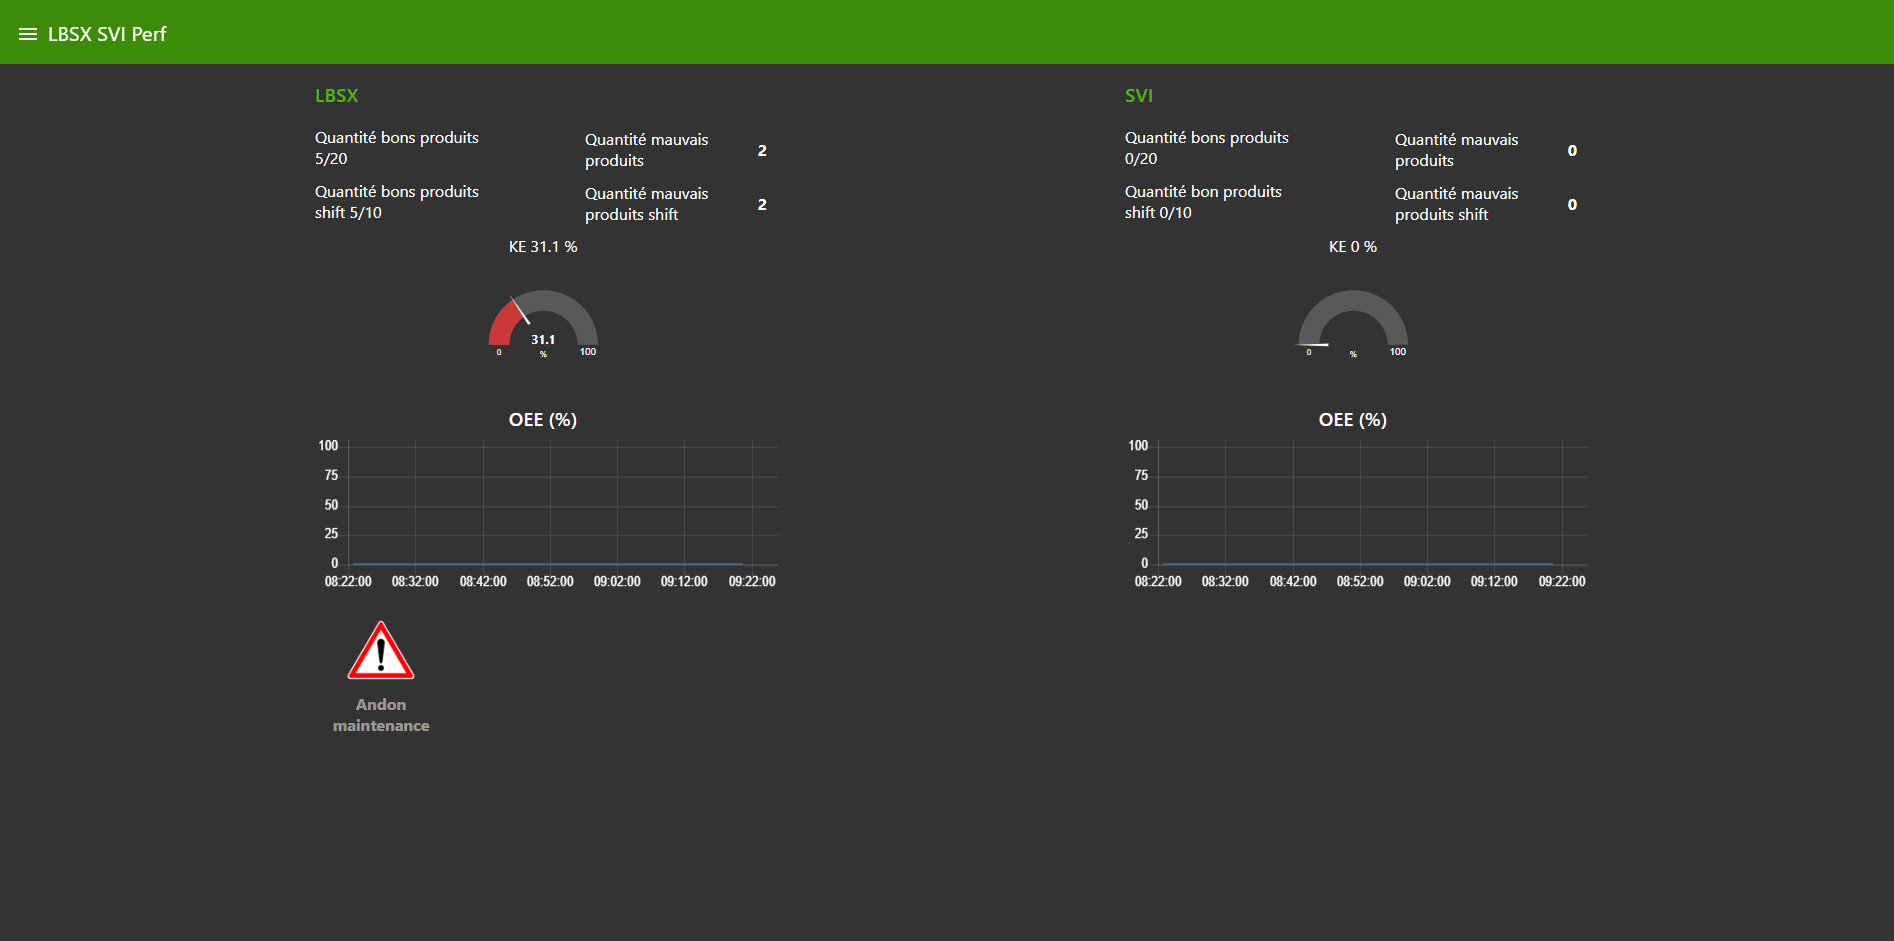 LBSX SVI Perf
LBSX
Quantité bons produits
5/20
Quantité mauvais
produits
2
Quantité bons produits
shift 5/10
Quantité mauvais
produits shift
2
KE 31.1 %
31.1
0
%
100
OEE (%)
100
75
50
25
0
08:22:00 08:32:00 08:42:00 08:52:00 09:02:00 09:12:00 09:22:00
Andon
maintenance
SVI
Quantité bons produits
0/20
Quantité mauvais
produits
0
Quantité bon produits
shift 0/10
Quantité mauvais
produits shift
0
KE 0 %
0
%
100
OEE (%)
100
75
50
25
0
08:22:00 08:32:00 08:42:00 08:52:00 09:02:00 09:12:00 09:22:00